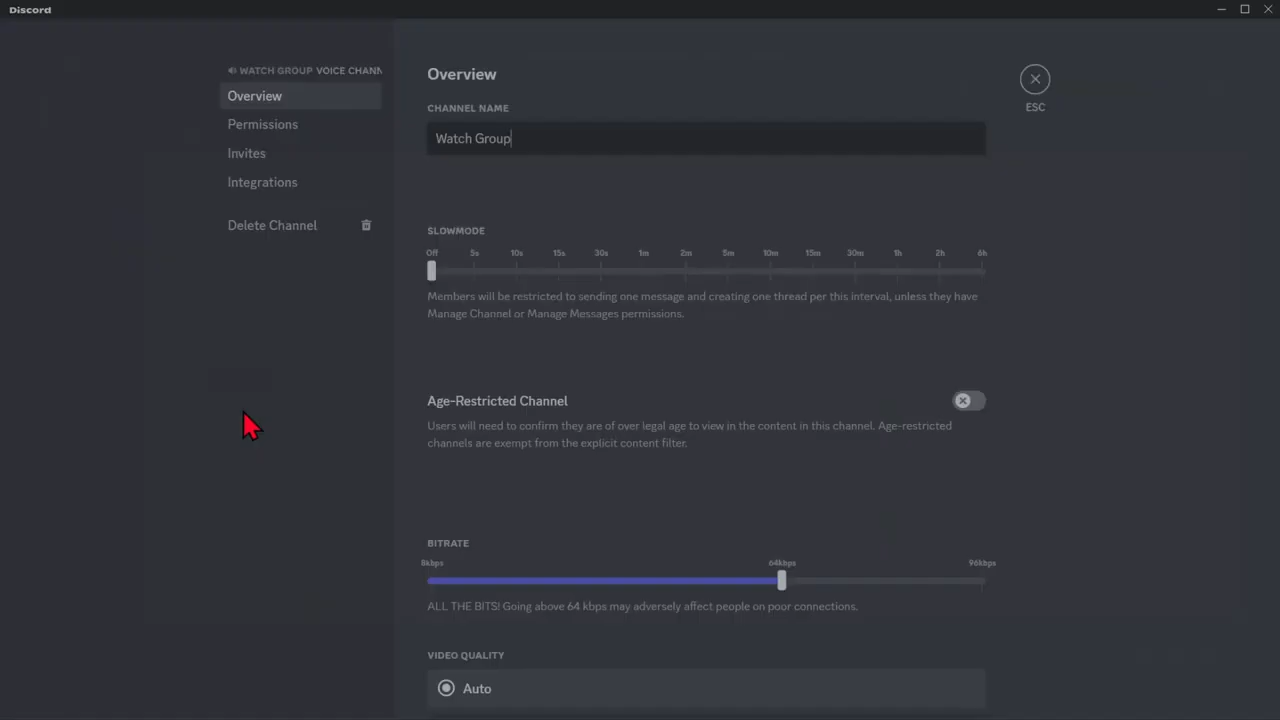 Discord
WATCH GROUP VOICE CHANN
Overview
Permissions
Invites
Integrations
Delete Channel
Overview
ESC
CHANNEL NAME
Watch Group
SLOWMODE
Off 5s 10s 15s 30s 1m 2m 5m 10m 15m 30m 1h 2h 6h
Members will be restricted to sending one message and creating one thread per this interval, unless they have
Manage Channel or Manage Messages permissions.
Age-Restricted Channel
Users will need to confirm they are of over legal age to view in the content in this channel. Age-restricted
channels are exempt from the explicit content filter.
BITRATE
8kbps 64kbps 96kbps
ALL THE BITS! Going above 64 kbps may adversely affect people on poor connections.
VIDEO QUALITY
Auto